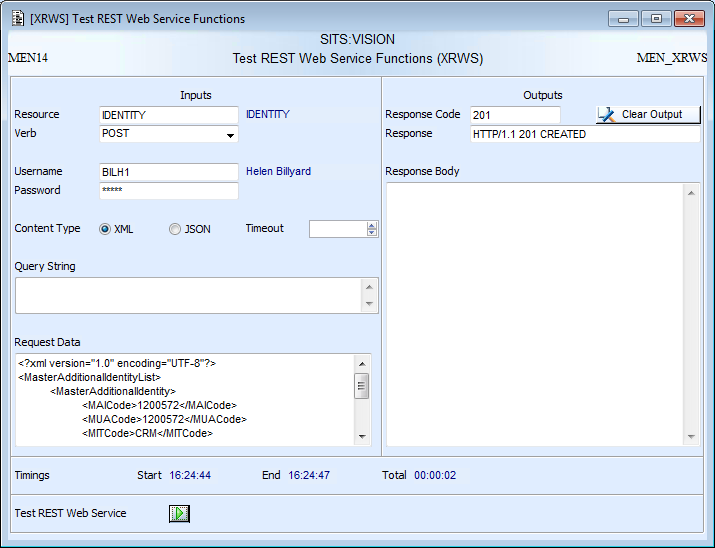 [XRWS] Test REST Web Service Functions
SITS:VISION
MEN14 Test REST Web Service Functions (XRWS) MEN_XRWS
Inputs
Resource IDENTITY IDENTITY
Verb POST
Username BILH1 Helen Billyard
Password *****
Content Type XML JSON Timeout
Query String
Request Data
<?xml version="1.0" encoding="UTF-8"?>
<MasterAdditionalIdentityList>
<MasterAdditionalIdentity>
<MAICode>1200572</MAICode>
<MUACode>1200572</MUACode>
<MITCode>CRM</MITCode>
Outputs
Response Code 201 Clear Output
Response HTTP/1.1 201 CREATED
Response Body
Timings Start 16:24:44 End 16:24:47 Total 00:00:02
Test REST Web Service